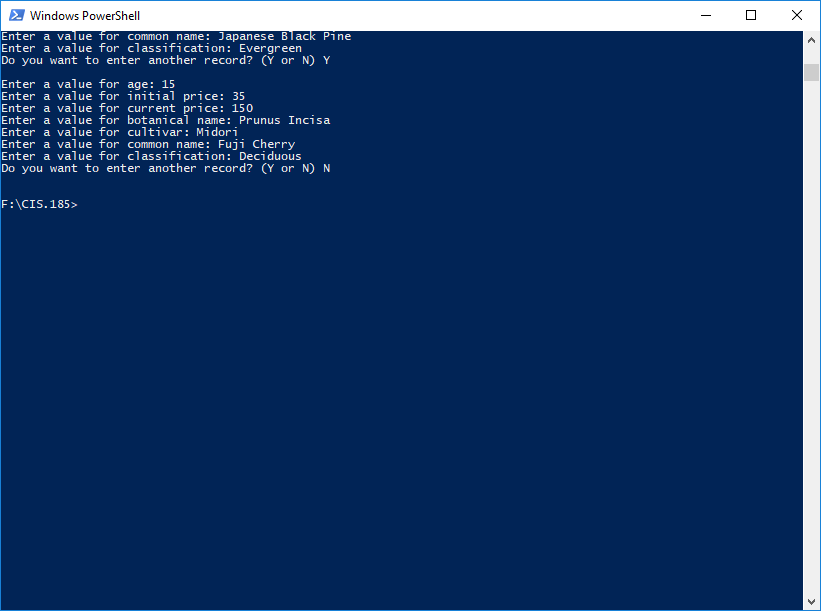 Windows PowerShell
Enter a value for common name: Japanese Black Pine
Enter a value for classification: Evergreen
Do you want to enter another record? (Y or N) Y
Enter a value for age: 15
Enter a value for initial price: 35
Enter a value for current price: 150
Enter a value for botanical name: Prunus Incisa
Enter a value for cultivar: Midori
Enter a value for common name: Fuji Cherry
Enter a value for classification: Deciduous
Do you want to enter another record? (Y or N) N
F:\CIS.185>